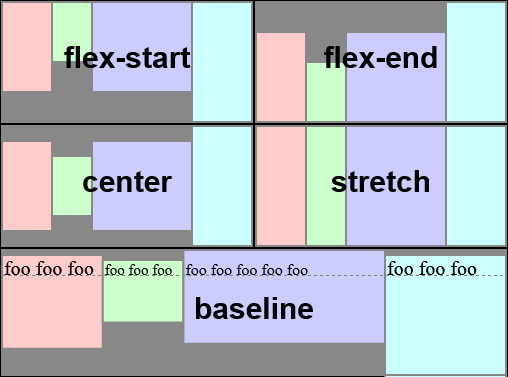 flex-start
flex-end
center
stretch
foo foo foo
foo foo foo
foo foo foo foo foo
foo foo foo
baseline